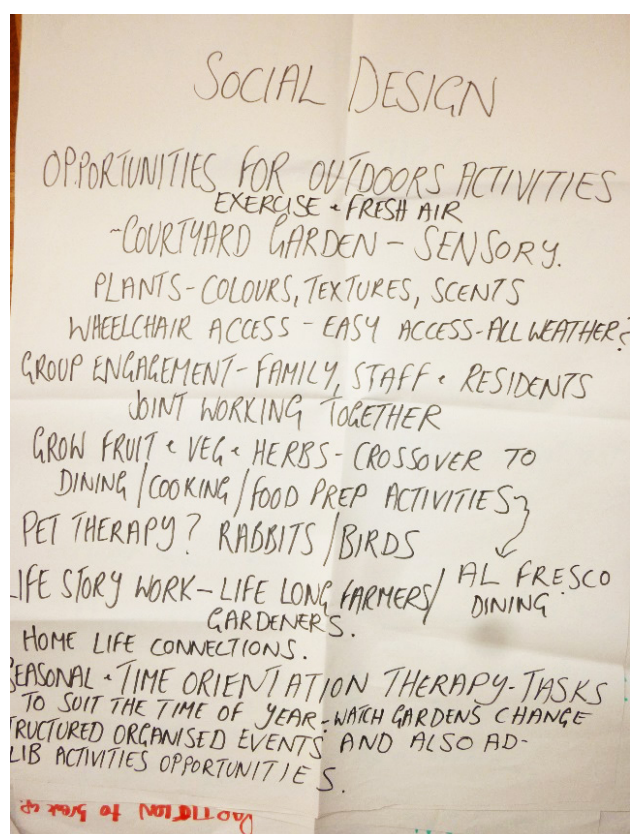 SOCIAL DESIGN
OPPORTUNITIES FOR OUTDOORS ACTIVITIES
EXERCISE + FRESH AIR
-COURTYARD GARDEN - SENSORY.
PLANTS - COLOURS, TEXTURES, SCENTS
WHEELCHAIR ACCESS - EASY ACCESS - ALL WEATHER?
GROUP ENGAGEMENT - FAMILY, STAFF + RESIDENTS
JOINT WORKING TOGETHER
GROW FRUIT + VEG + HERBS - CROSSOVER TO
DINING / COOKING / FOOD PREP ACTIVITIES
PET THERAPY? RABBITS / BIRDS
AL FRESCO
DINING
LIFE STORY WORK - LIFE LONG FARMERS /
GARDENERS.
HOME LIFE CONNECTIONS.
SEASONAL + TIME ORIENTATION THERAPY - TASKS
TO SUIT THE TIME OF YEAR - WATCH GARDENS CHANGE
STRUCTURED ORGANISED EVENTS AND ALSO AD-
LIB ACTIVITIES OPPORTUNITIES.
to break up.